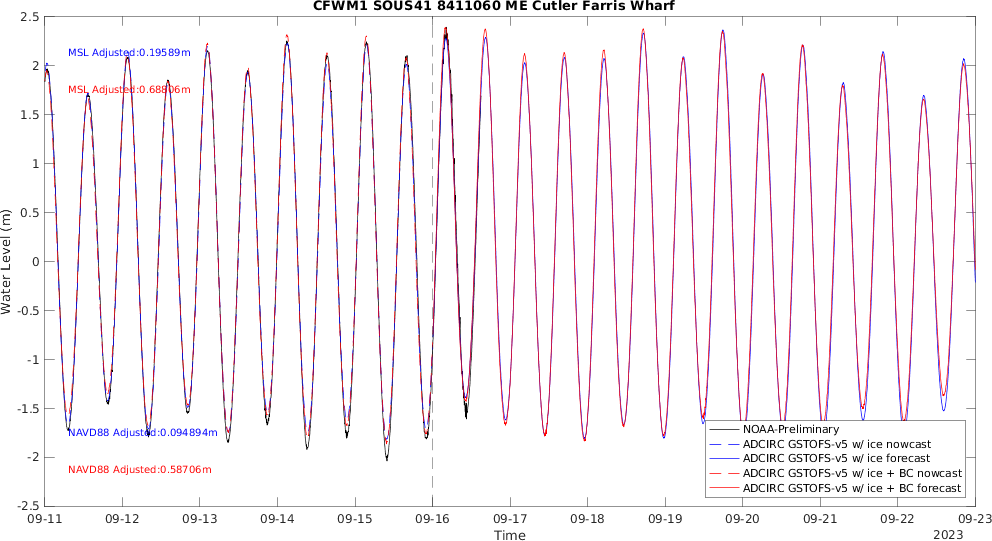 CFWM1 SOUS41 8411060 ME Cutler Farris Wharf
2.5
2
1.5
1
0.5
0
-0.5
-1
-1.5
-2
-2.5
Water Level (m)
MSL Adjusted:0.19589m
MSL Adjusted:0.68806m
NAVD88 Adjusted:0.094894m
NAVD88 Adjusted:0.58706m
NOAA-Preliminary
ADCIRC GSTOFS-v5 w/ ice nowcast
ADCIRC GSTOFS-v5 w/ ice forecast
ADCIRC GSTOFS-v5 w/ ice + BC nowcast
ADCIRC GSTOFS-v5 w/ ice + BC forecast
09-11 09-12 09-13 09-14 09-15 09-16 09-17 09-18 09-19 09-20 09-21 09-22 09-23
Time
2023